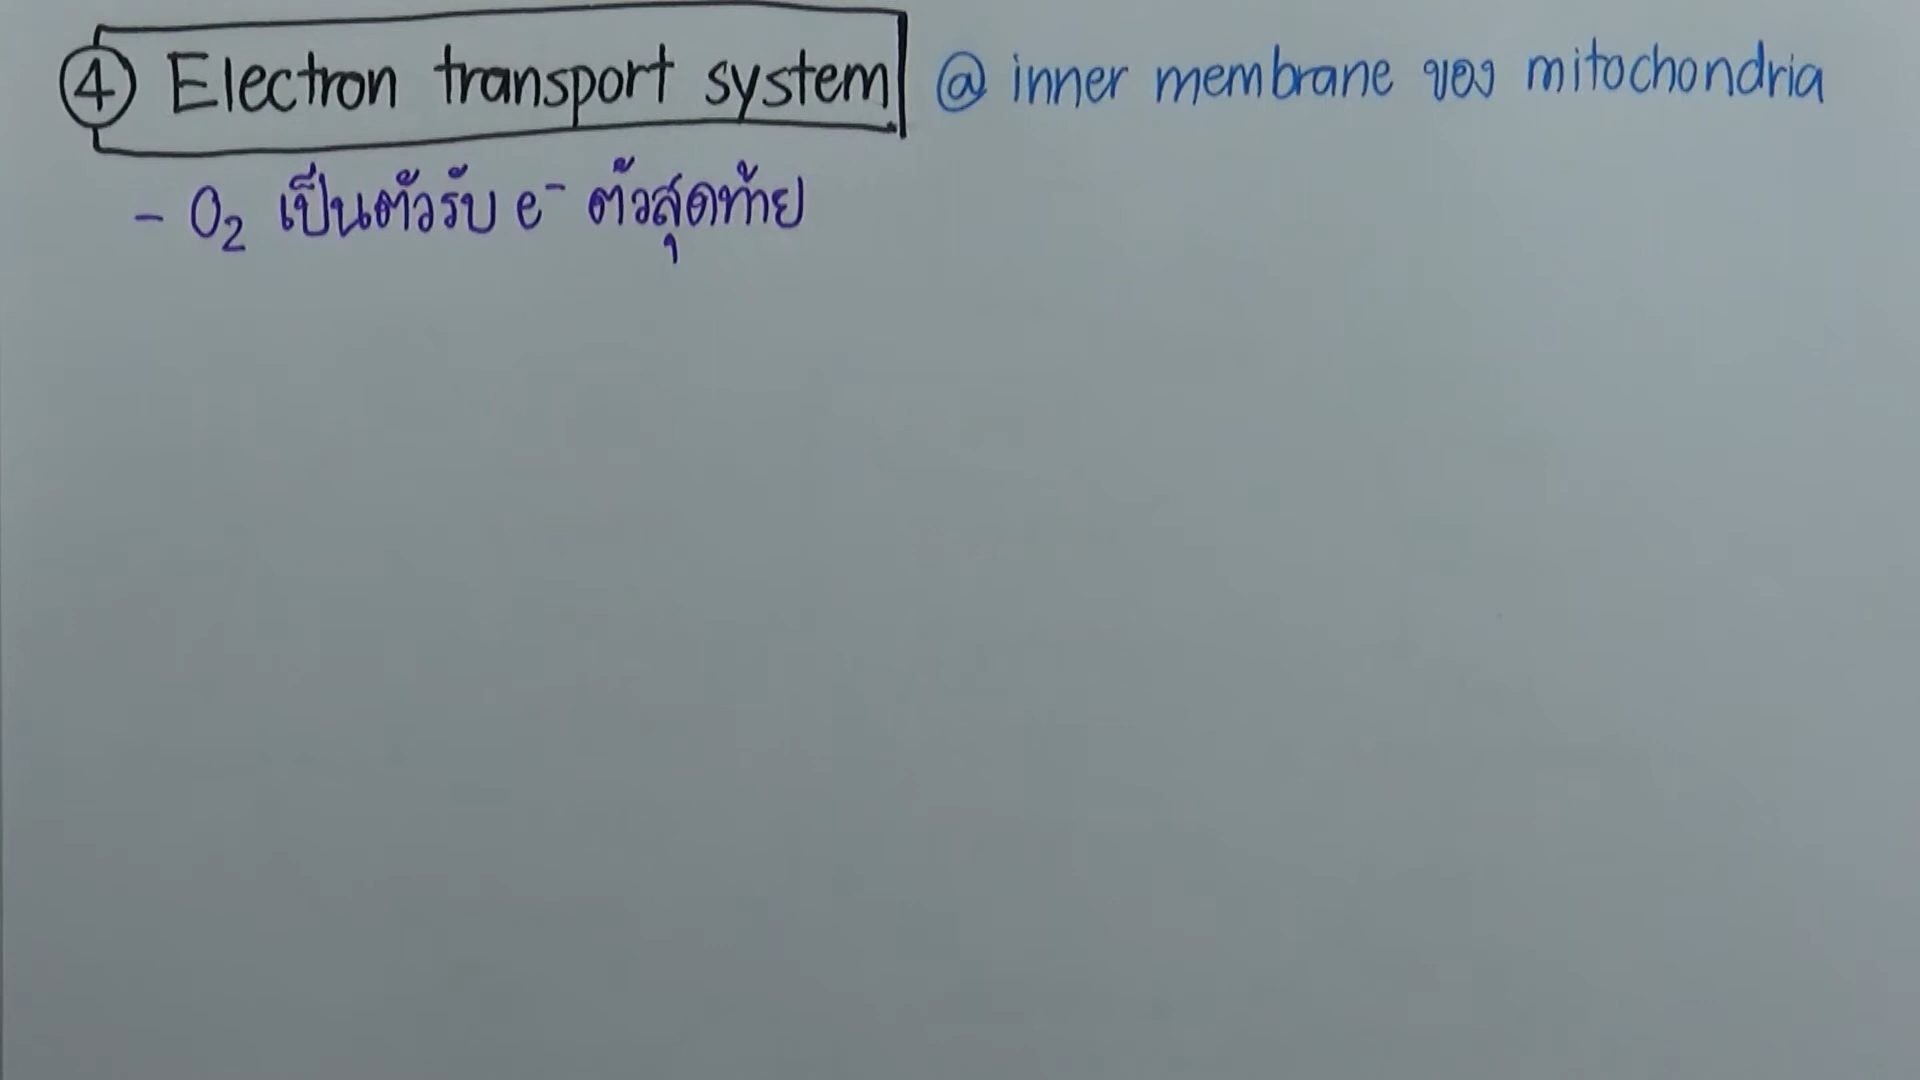 ④ Electron transport system @ inner membrane ของ mitochondria
- O₂ เป็นตัวรับ e⁻ ตัวสุดท้าย